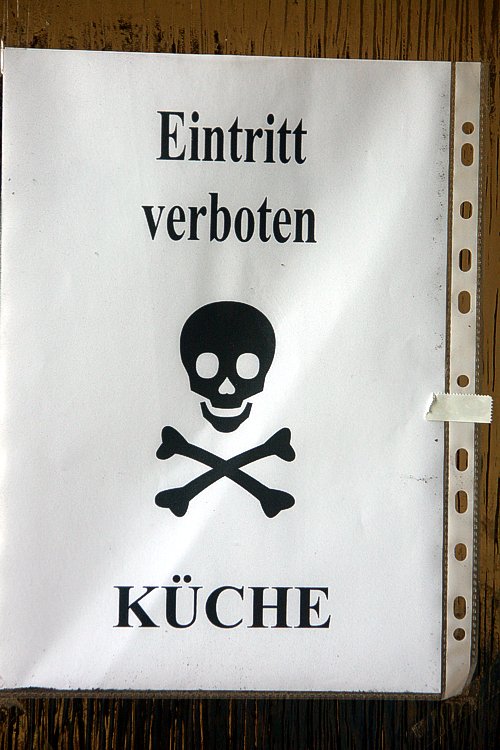 Eintritt
verboten
KÜCHE